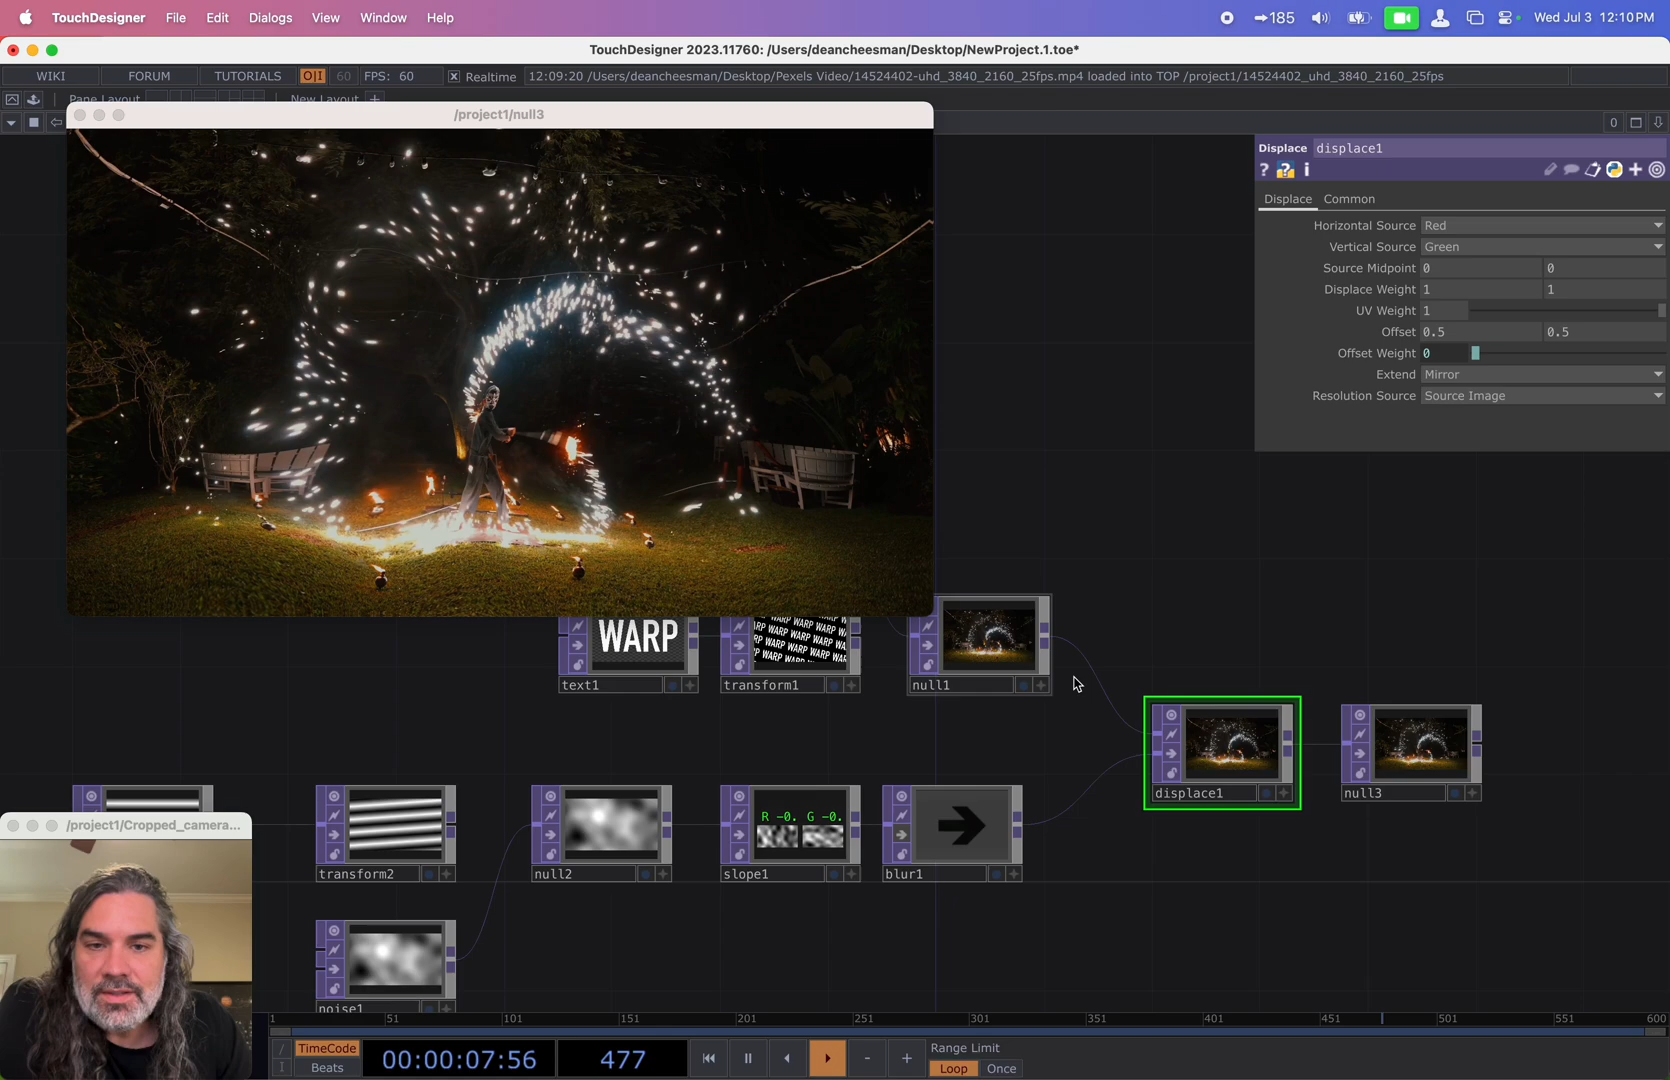 TouchDesigner File Edit Dialogs View Window Help
185 Wed Jul 3 12:10 PM
TouchDesigner 2023.11760: /Users/deancheesman/Desktop/NewProject.1.toe*
WIKI FORUM TUTORIALS O|I 60 FPS: 60 X Realtime 12:09:20 /Users/deancheesman/Desktop/Pexels Video/14524402-uhd_3840_2160_25fps.mp4 loaded into TOP /project1/14524402_uhd_3840_2160_25fps
Pane Layout New Layout +
/project1/null3
0
Displace displace1
? ? i
Displace Common
Horizontal Source Red
Vertical Source Green
Source Midpoint 0 0
Displace Weight 1 1
UV Weight 1
Offset 0.5 0.5
Offset Weight 0
Extend Mirror
Resolution Source Source Image
WARP
text1 transform1 null1
displace1 null3
R -0. G -0.
transform2 null2 slope1 blur1
/project1/Cropped_camera...
noise1
1 51 101 151 201 251 301 351 401 451 501 551 600
TimeCode 00:00:07:56 477 - + Range Limit
Beats Loop Once